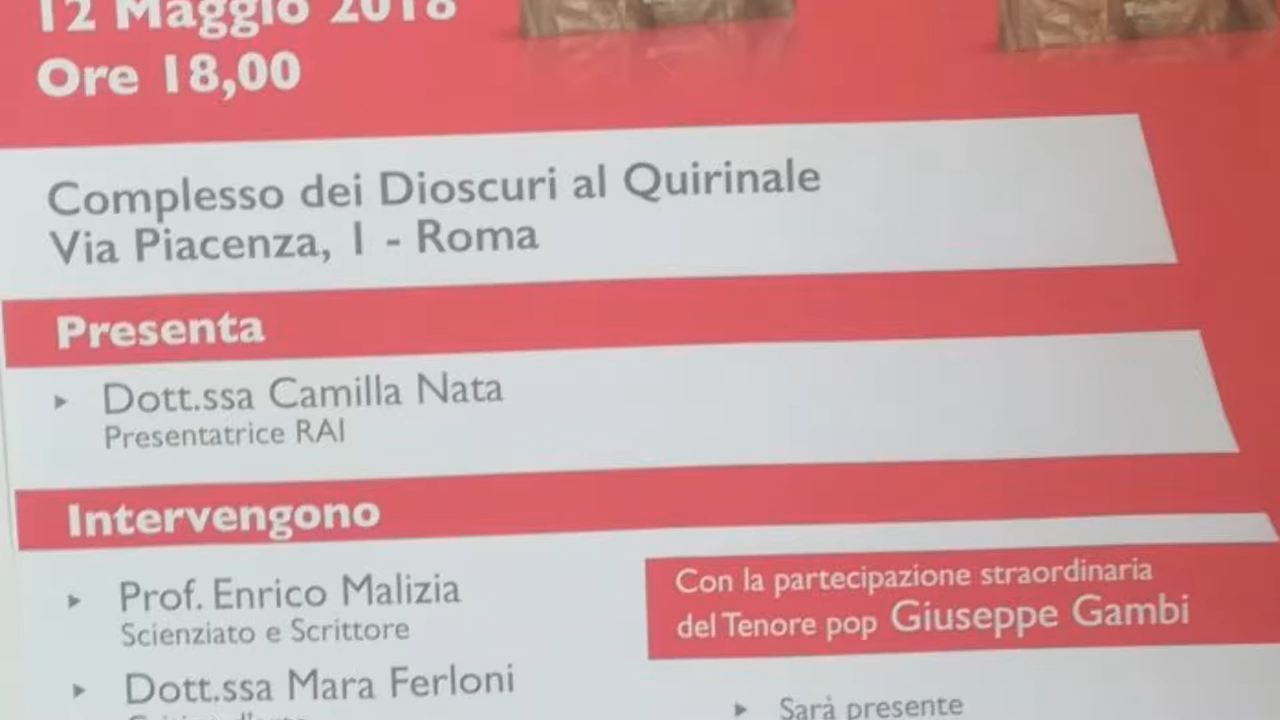 12 Maggio 2018
Ore 18,00
Complesso dei Dioscuri al Quirinale
Via Piacenza, 1 - Roma
Presenta
Dott.ssa Camilla Nata
Presentatrice RAI
Intervengono
Prof. Enrico Malizia
Scienziato e Scrittore
Dott.ssa Mara Ferloni
Con la partecipazione straordinaria
del Tenore pop Giuseppe Gambi
Sarà presente